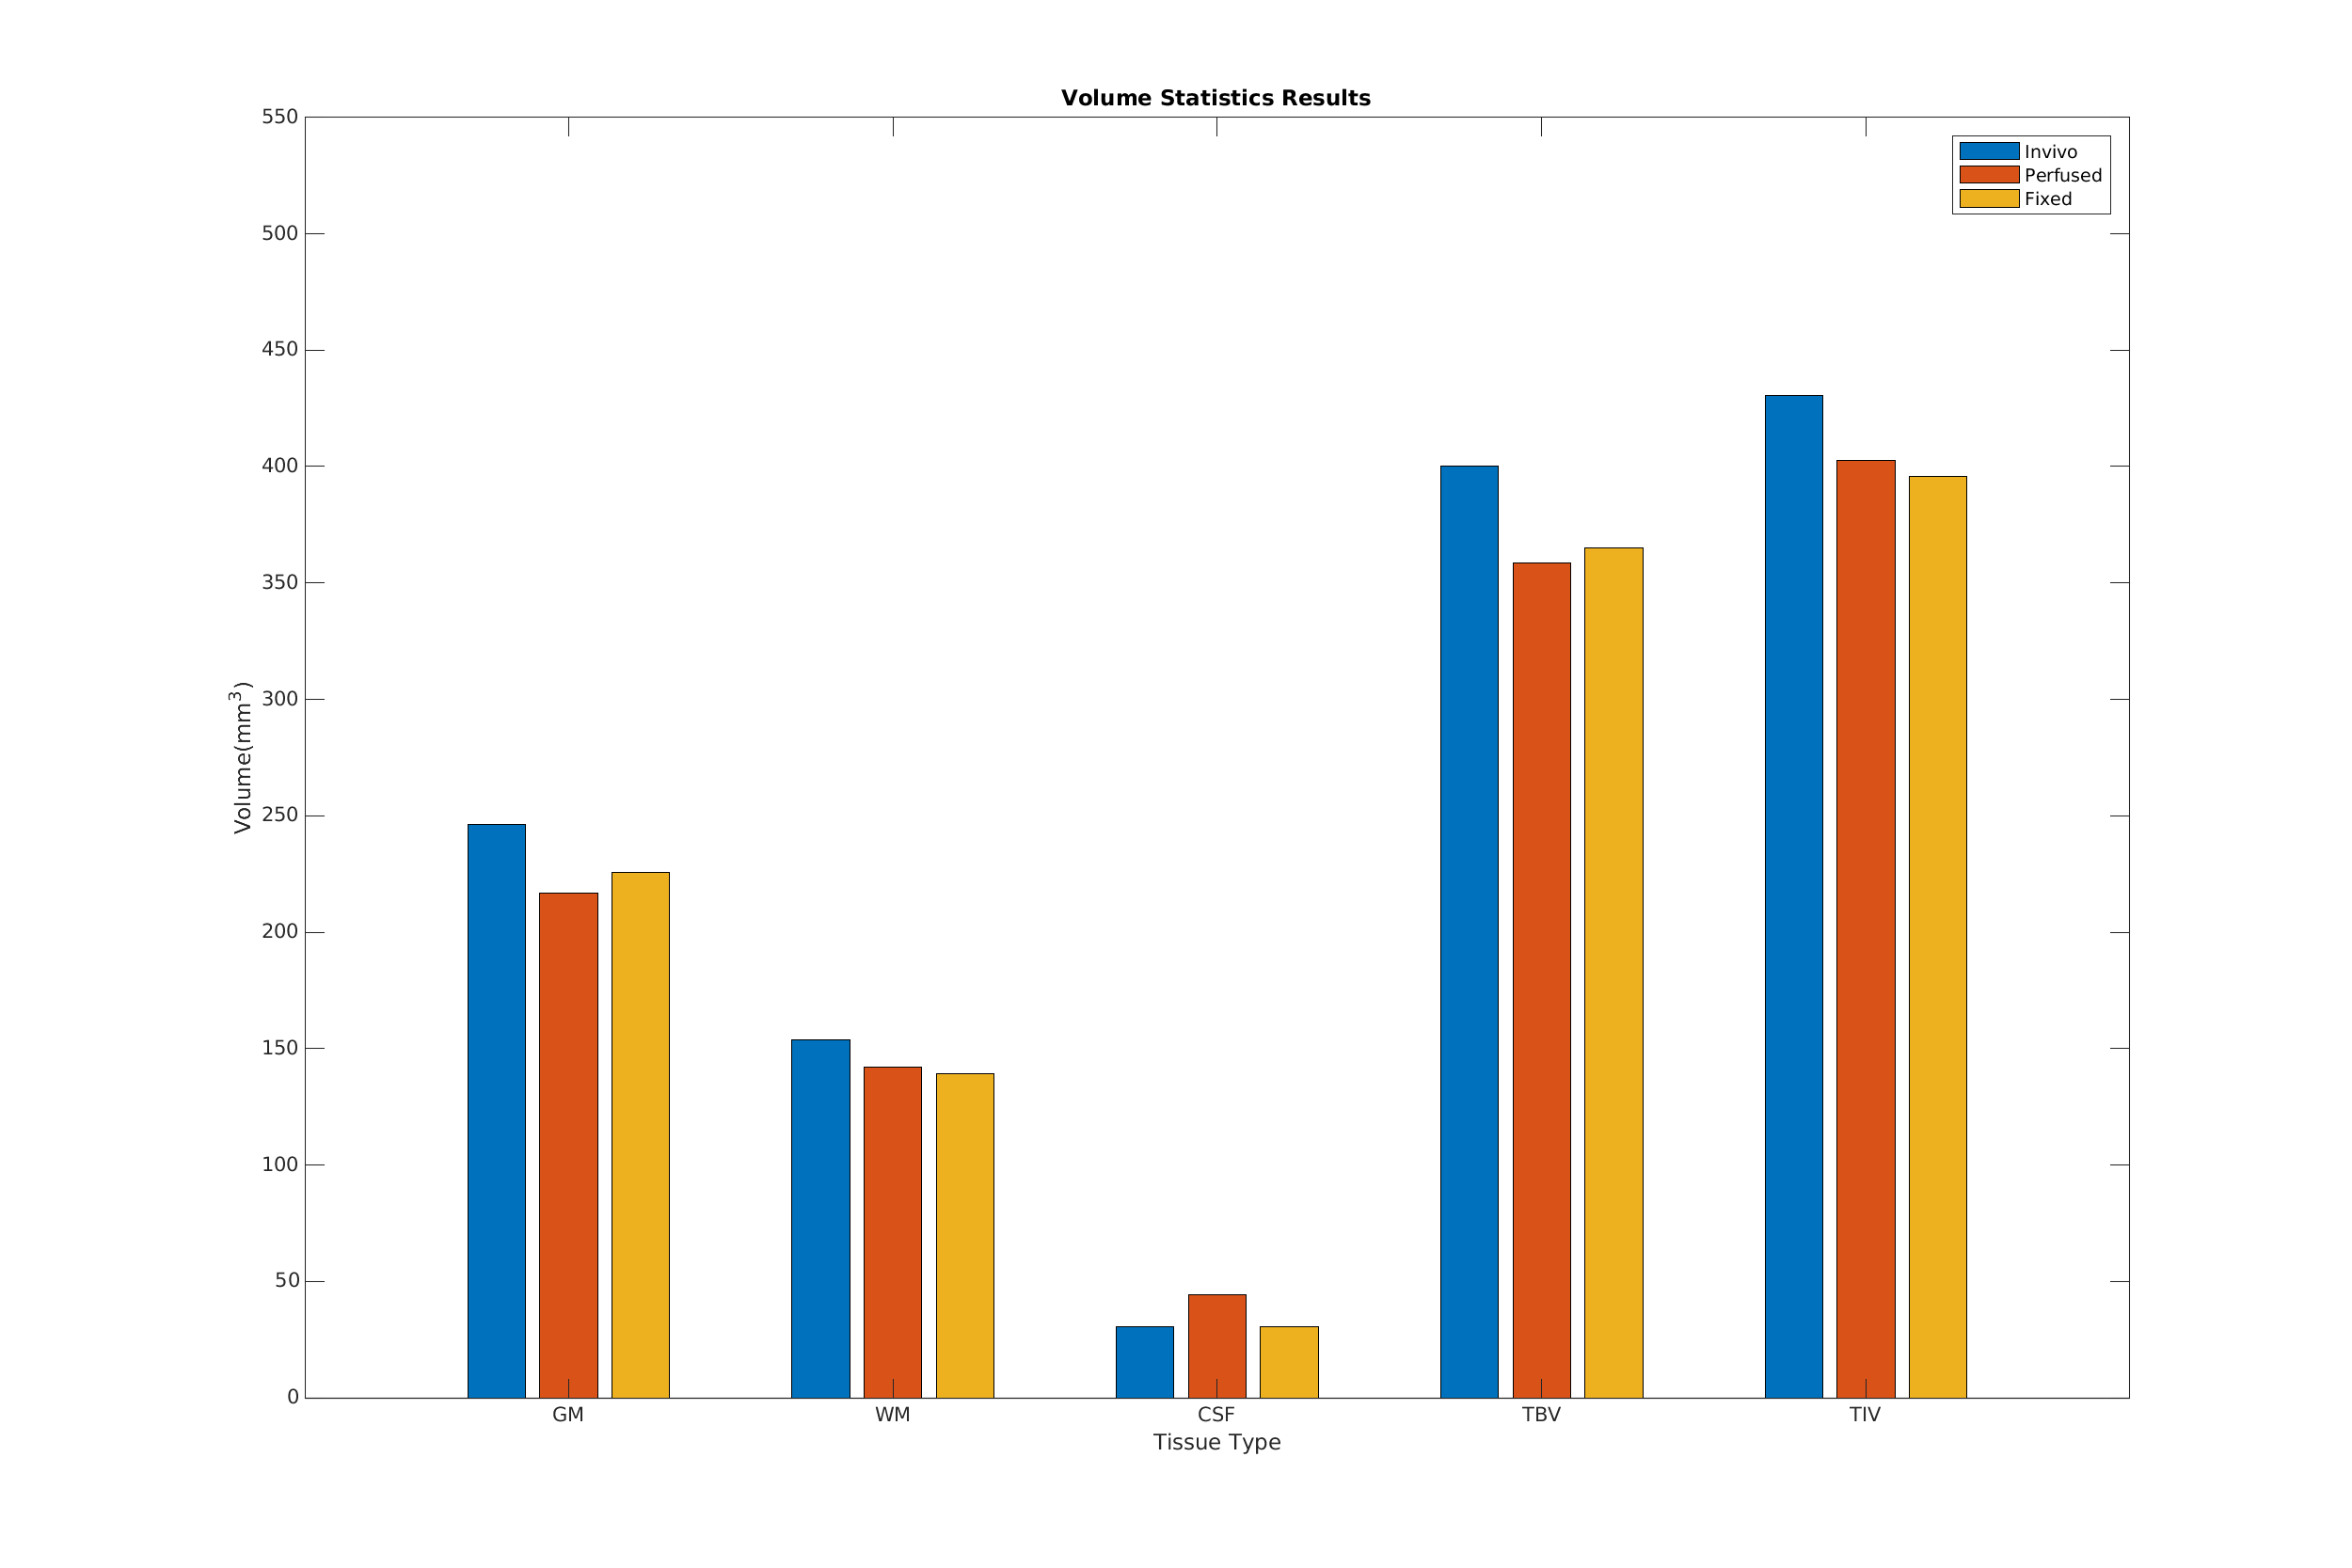 Volume Statistics Results
550
500
450
400
350
300
250
200
150
100
50
0
Volume(mm³)
Invivo
Perfused
Fixed
GM WM CSF TBV TIV
Tissue Type